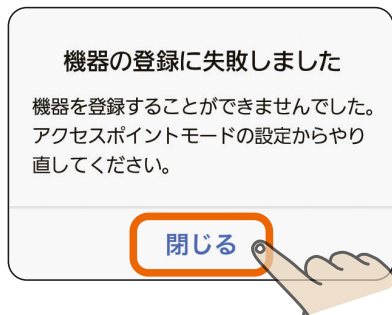 機器の登録に失敗しました
機器を登録することができませんでした。
アクセスポイントモードの設定からやり
直してください。
閉じる